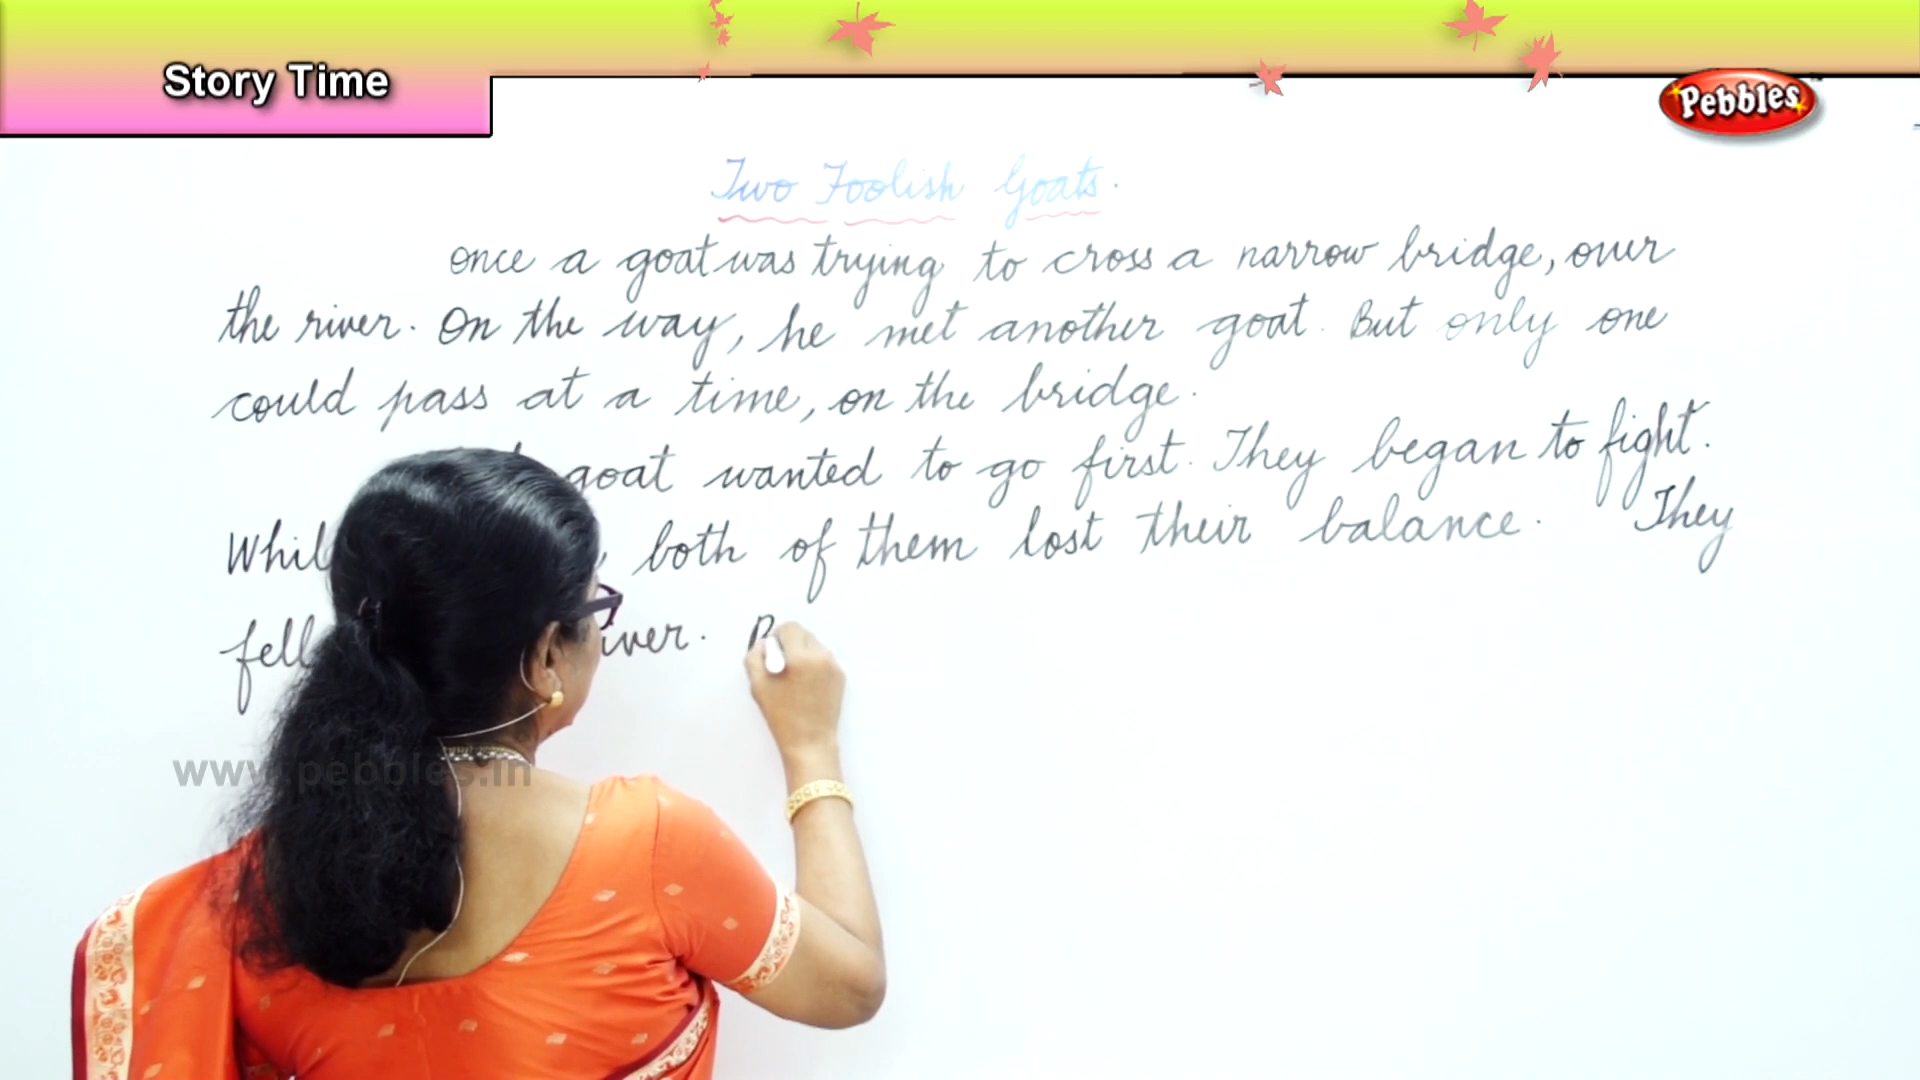 Story Time
Pebbles
Two Foolish Goats.
once a goat was trying to cross a narrow bridge, over
the river. On the way, he met another goat. But only one
could pass at a time, on the bridge.
goat wanted to go first. They began to fight.
both of them lost their balance. They
fell
www.pebbles.in